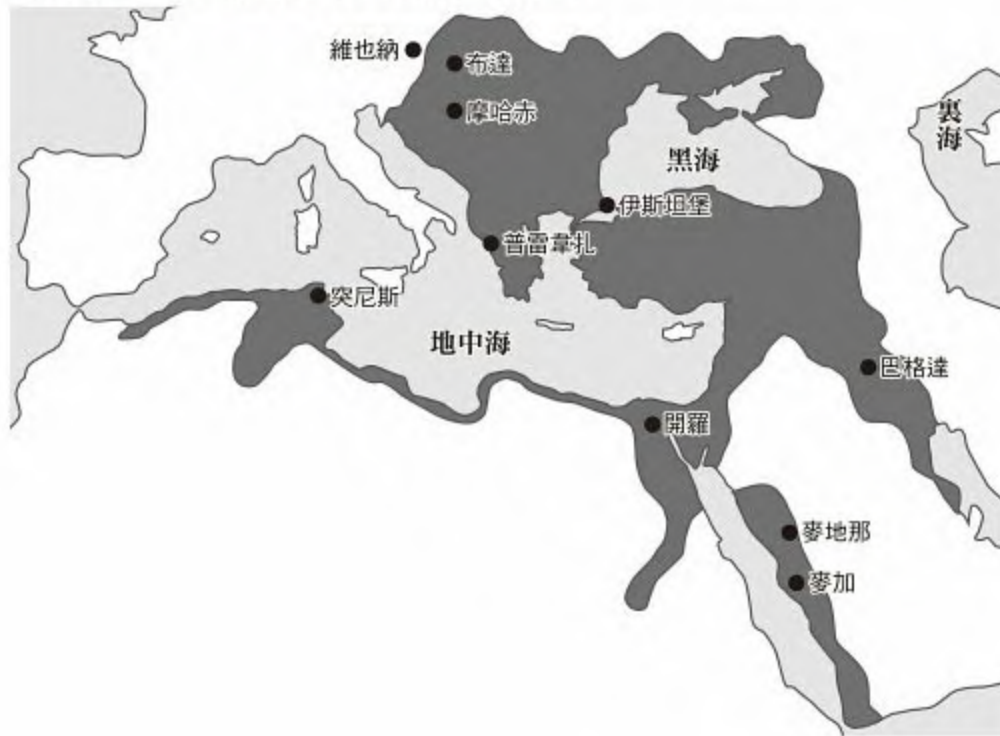 維也納
布達
摩哈赤
裏海
黑海
伊斯坦堡
普雷韋扎
突尼斯
地中海
巴格達
開羅
麥地那
麥加